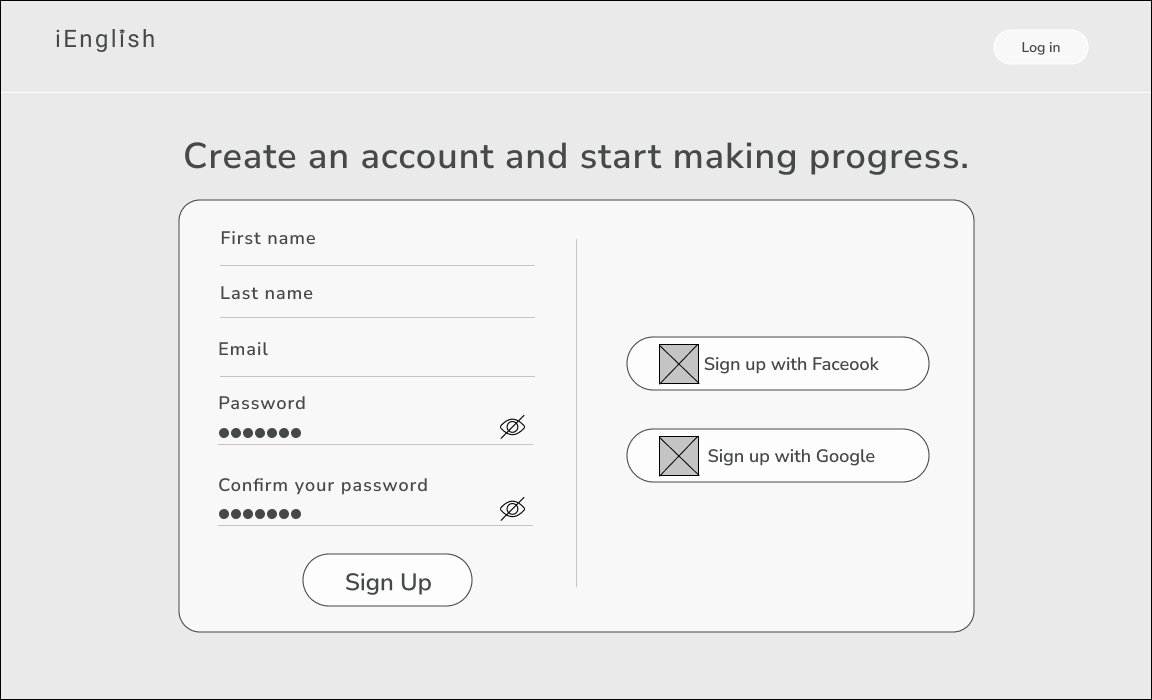 iEnglish
Log in
Create an account and start making progress.
First name
Last name
Email
Password
Confirm your password
Sign Up
Sign up with Faceook
Sign up with Google